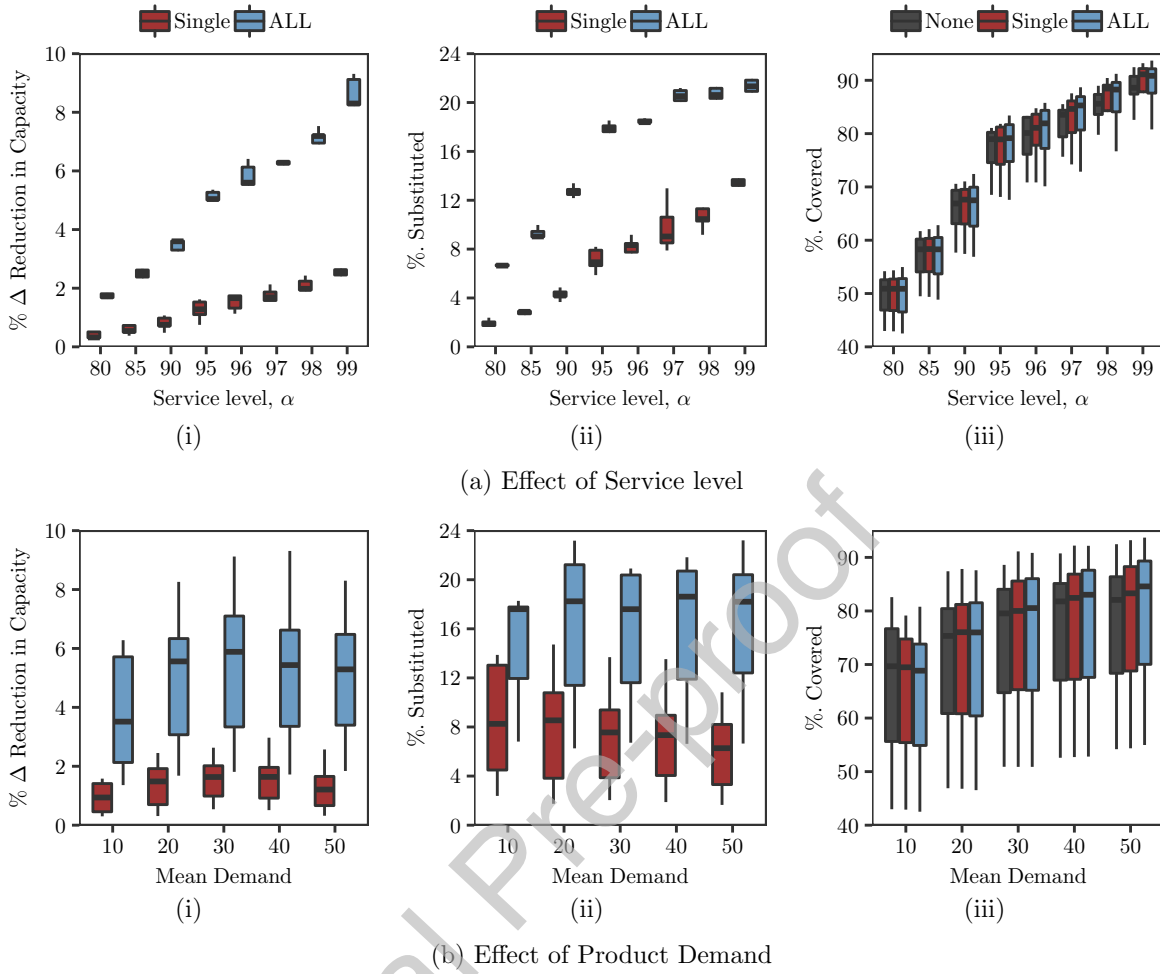 Single ALL
Single ALL
None Single ALL
% Δ Reduction in Capacity
10
8
6
4
2
0
80 85 90 95 96 97 98 99
Service level, α
(i)
%. Substituted
24
20
16
12
8
4
0
80 85 90 95 96 97 98 99
Service level, α
(ii)
%. Covered
90
80
70
60
50
40
80 85 90 95 96 97 98 99
Service level, α
(iii)
(a) Effect of Service level
% Δ Reduction in Capacity
10
8
6
4
2
0
10 20 30 40 50
Mean Demand
(i)
%. Substituted
24
20
16
12
8
4
0
10 20 30 40 50
Mean Demand
(ii)
%. Covered
90
80
70
60
50
40
10 20 30 40 50
Mean Demand
(iii)
(b) Effect of Product Demand
al Pre-proof